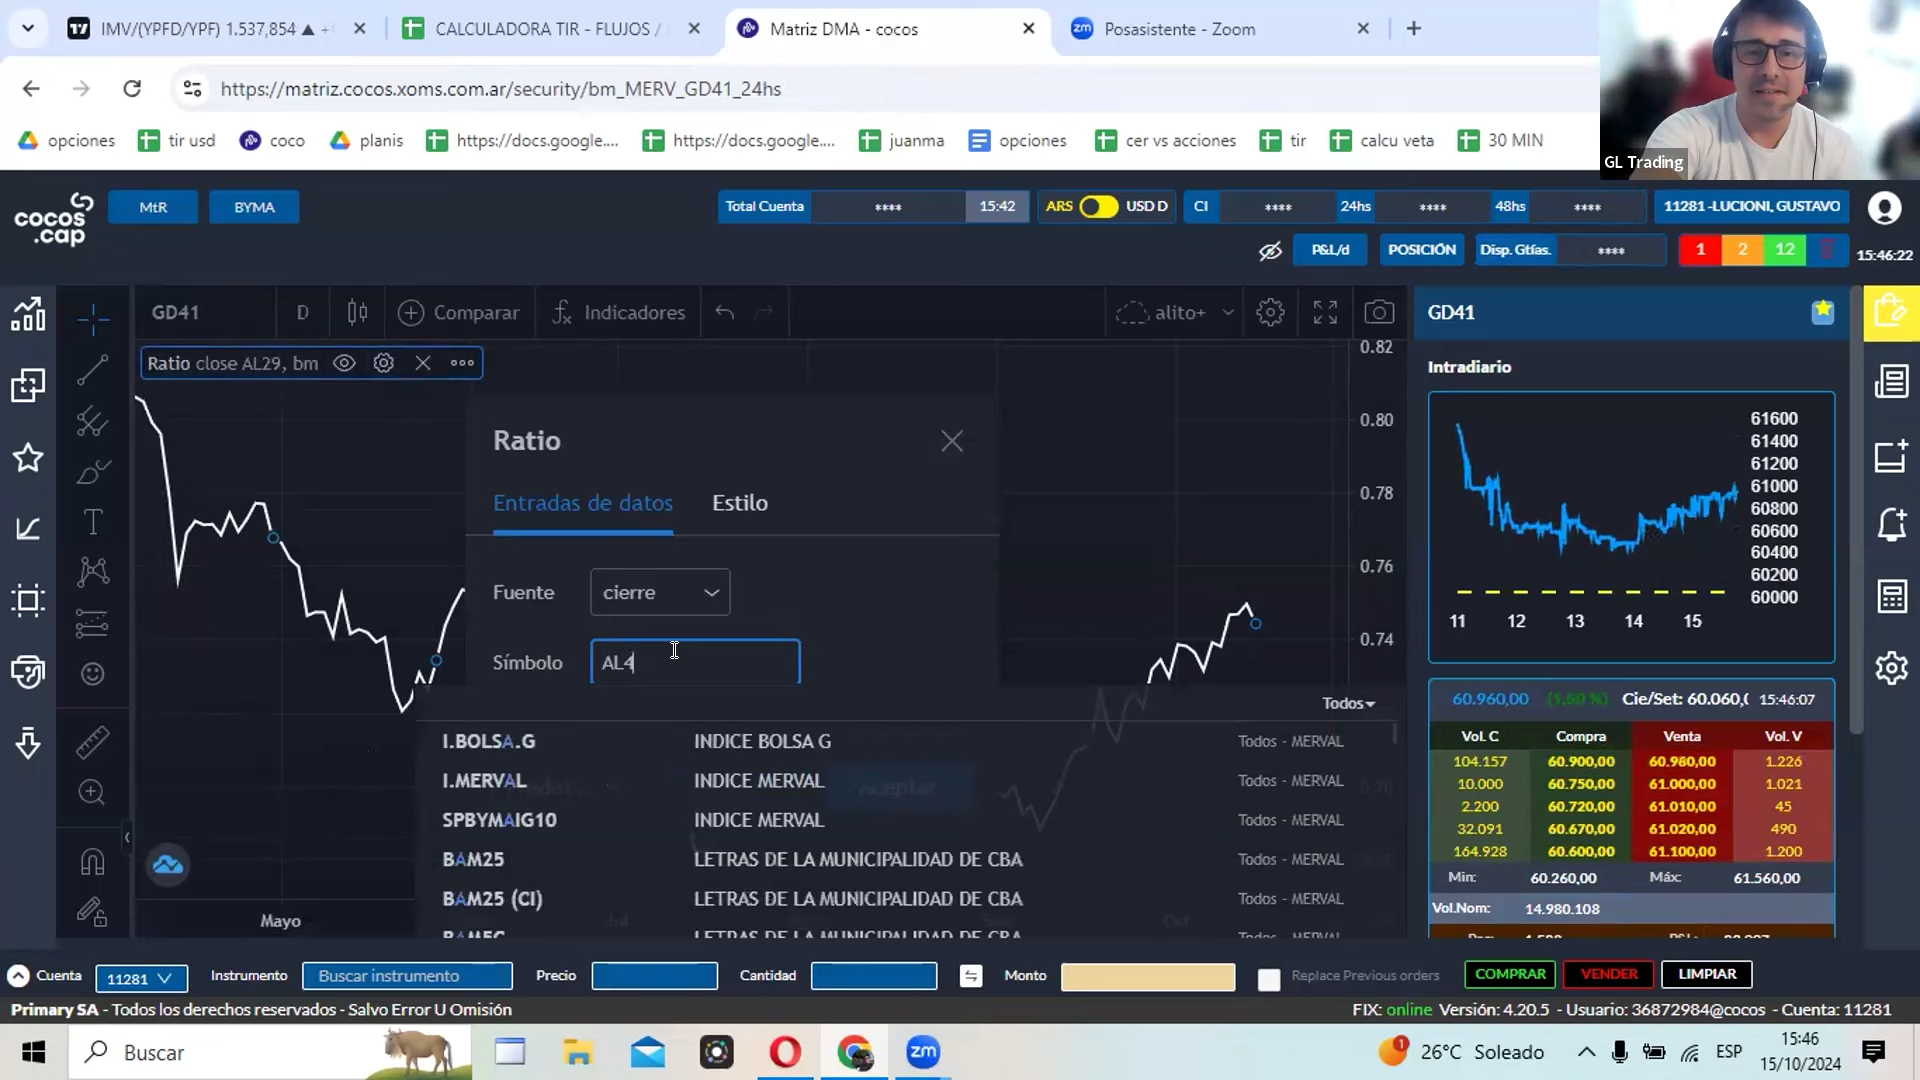 IMV/(YPFD/YPF) 1.537,854 ▲ +
CALCULADORA TIR - FLUJOS /
Matriz DMA - cocos
zm
Posasistente - Zoom
https://matriz.cocos.xoms.com.ar/security/bm_MERV_GD41_24hs
opciones
tir usd
coco
planis
https://docs.google....
https://docs.google....
juanma
opciones
cer vs acciones
tir
calcu veta
30 MIN
GL Trading
cocos
.cap
MtR
BYMA
Total Cuenta
****
15:42
ARS
USD D
CI
****
24hs
****
48hs
****
11281 -LUCIONI, GUSTAVO
P&L/d
POSICIÓN
Disp. Gtías.
****
1
2
12
15:46:22
GD41
D
Comparar
Indicadores
alito+
Ratio close AL29, bm
0.82
0.80
0.78
0.76
0.74
Ratio
Entradas de datos
Estilo
Fuente
cierre
Símbolo
AL4
Todos
I.BOLSA.G
INDICE BOLSA G
Todos - MERVAL
I.MERVAL
INDICE MERVAL
Todos - MERVAL
Aceptar
SPBYMAIG10
INDICE MERVAL
Todos - MERVAL
BAM25
LETRAS DE LA MUNICIPALIDAD DE CBA
Todos - MERVAL
BAM25 (CI)
LETRAS DE LA MUNICIPALIDAD DE CBA
Todos - MERVAL
LETRAS DE LA MUNICIPALIDAD DE CBA
Todos - MERVAL
Mayo
GD41
Intradiario
61600
61400
61200
61000
60800
60600
60400
60200
60000
11
12
13
14
15
60.960,00
Cie/Set: 60.060,(
15:46:07
Vol. C
Compra
Venta
Vol. V
104.157
60.900,00
60.980,00
1.226
10.000
60.750,00
61.000,00
1.021
2.200
60.720,00
61.010,00
45
32.091
60.670,00
61.020,00
490
164.928
60.600,00
61.100,00
1.200
Min:
60.260,00
Máx:
61.560,00
Vol.Nom:
14.980.108
Cuenta
11281
Instrumento
Buscar instrumento
Precio
Cantidad
Monto
Replace Previous orders
COMPRAR
VENDER
LIMPIAR
Primary SA - Todos los derechos reservados - Salvo Error U Omisión
FIX: online Versión: 4.20.5 - Usuario: 36872984@cocos - Cuenta: 11281
Buscar
zm
1
26°C Soleado
ESP
15:46
15/10/2024